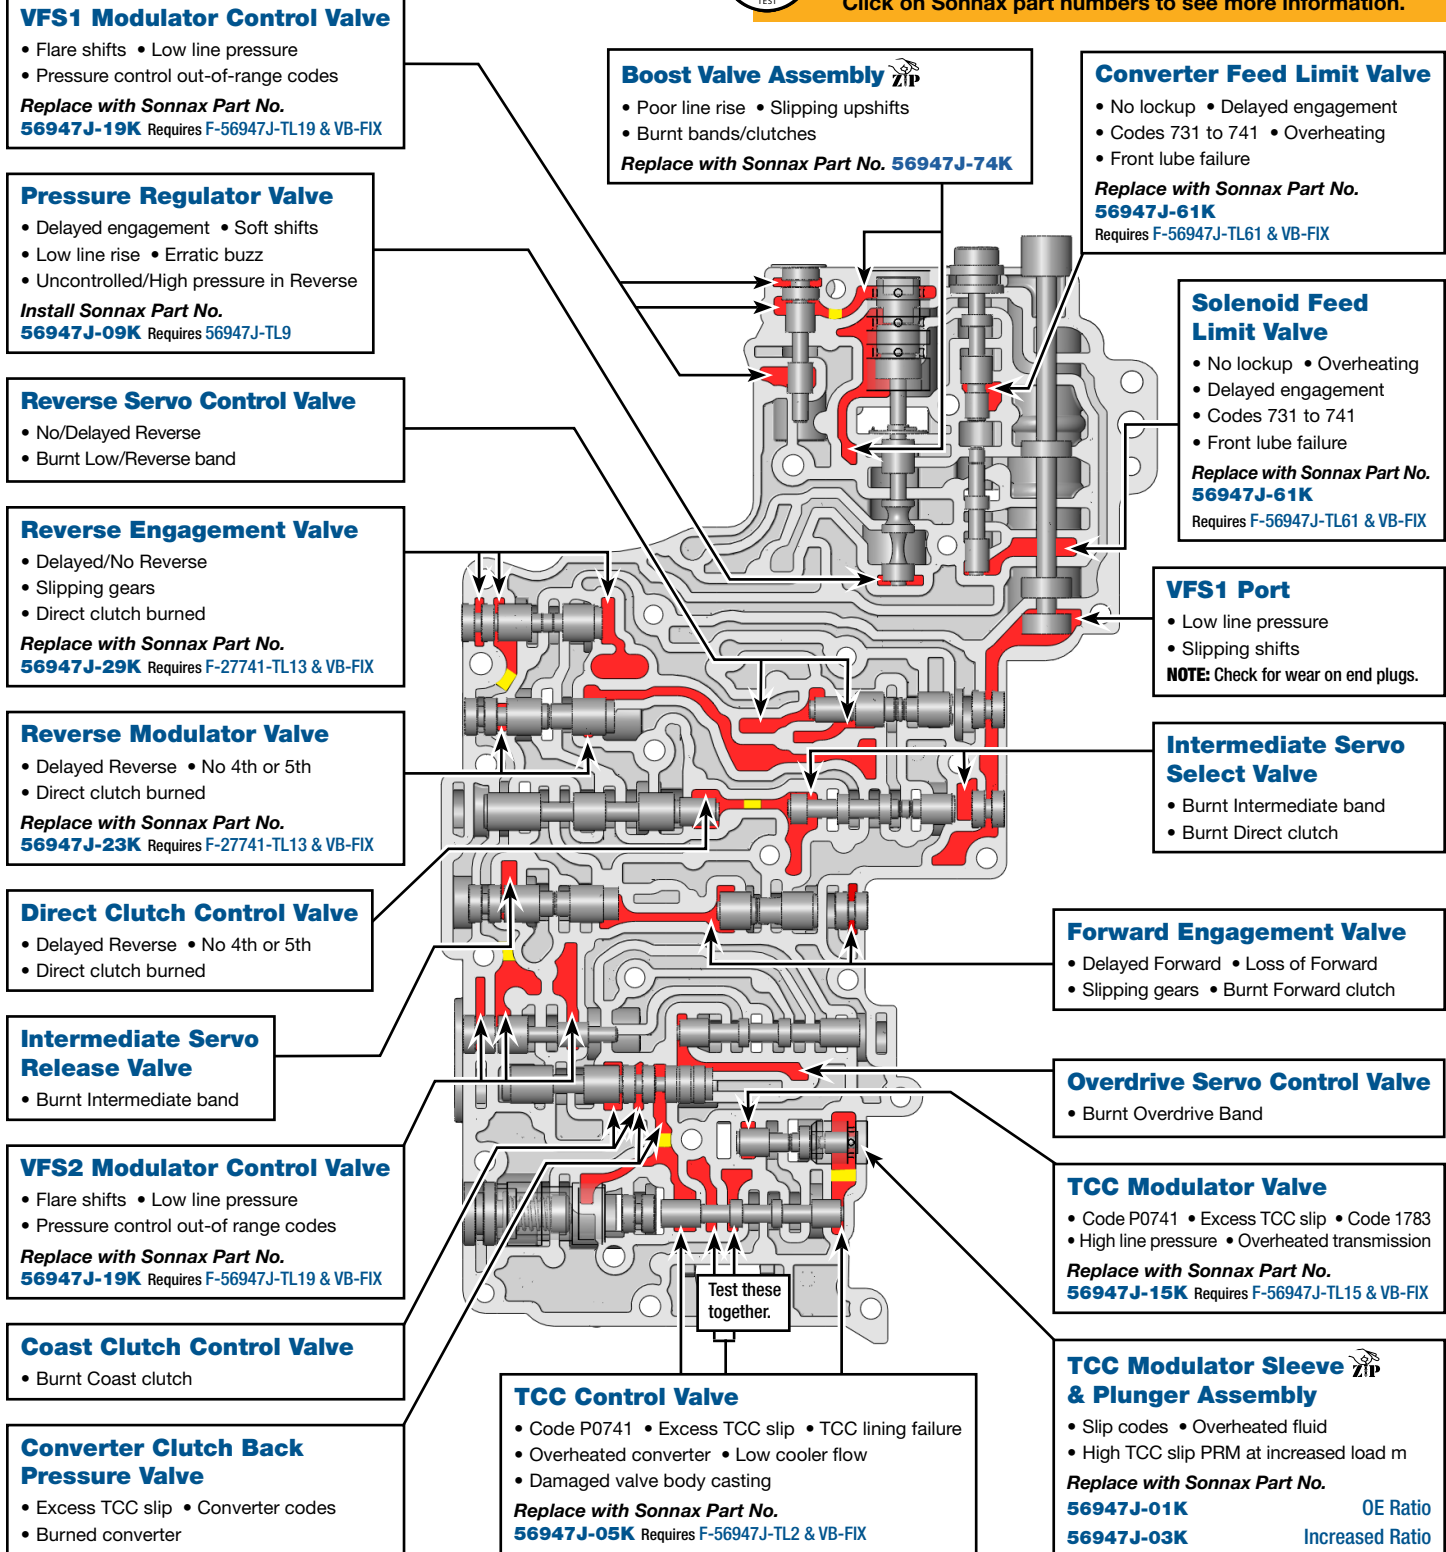 TEST
Click on Sonnax part numbers to see more information.
VFS1 Modulator Control Valve
• Flare shifts • Low line pressure
• Pressure control out-of-range codes
Replace with Sonnax Part No.
56947J-19K Requires F-56947J-TL19 & VB-FIX
Boost Valve Assembly ZIP
• Poor line rise • Slipping upshifts
• Burnt bands/clutches
Replace with Sonnax Part No. 56947J-74K
Converter Feed Limit Valve
• No lockup • Delayed engagement
• Codes 731 to 741 • Overheating
• Front lube failure
Replace with Sonnax Part No.
56947J-61K
Requires F-56947J-TL61 & VB-FIX
Pressure Regulator Valve
• Delayed engagement • Soft shifts
• Low line rise • Erratic buzz
• Uncontrolled/High pressure in Reverse
Install Sonnax Part No.
56947J-09K Requires 56947J-TL9
Solenoid Feed
Limit Valve
• No lockup • Overheating
• Delayed engagement
• Codes 731 to 741
• Front lube failure
Replace with Sonnax Part No.
56947J-61K
Requires F-56947J-TL61 & VB-FIX
Reverse Servo Control Valve
• No/Delayed Reverse
• Burnt Low/Reverse band
Reverse Engagement Valve
• Delayed/No Reverse
• Slipping gears
• Direct clutch burned
Replace with Sonnax Part No.
56947J-29K Requires F-27741-TL13 & VB-FIX
VFS1 Port
• Low line pressure
• Slipping shifts
NOTE: Check for wear on end plugs.
Reverse Modulator Valve
• Delayed Reverse • No 4th or 5th
• Direct clutch burned
Replace with Sonnax Part No.
56947J-23K Requires F-27741-TL13 & VB-FIX
Intermediate Servo
Select Valve
• Burnt Intermediate band
• Burnt Direct clutch
Direct Clutch Control Valve
• Delayed Reverse • No 4th or 5th
• Direct clutch burned
Forward Engagement Valve
• Delayed Forward • Loss of Forward
• Slipping gears • Burnt Forward clutch
Intermediate Servo
Release Valve
• Burnt Intermediate band
Overdrive Servo Control Valve
• Burnt Overdrive Band
VFS2 Modulator Control Valve
• Flare shifts • Low line pressure
• Pressure control out-of range codes
Replace with Sonnax Part No.
56947J-19K Requires F-56947J-TL19 & VB-FIX
TCC Modulator Valve
• Code P0741 • Excess TCC slip • Code 1783
• High line pressure • Overheated transmission
Replace with Sonnax Part No.
56947J-15K Requires F-56947J-TL15 & VB-FIX
Test these
together.
Coast Clutch Control Valve
• Burnt Coast clutch
TCC Modulator Sleeve ZIP
& Plunger Assembly
• Slip codes • Overheated fluid
• High TCC slip PRM at increased load m
Replace with Sonnax Part No.
56947J-01K OE Ratio
56947J-03K Increased Ratio
TCC Control Valve
• Code P0741 • Excess TCC slip • TCC lining failure
• Overheated converter • Low cooler flow
• Damaged valve body casting
Replace with Sonnax Part No.
56947J-05K Requires F-56947J-TL2 & VB-FIX
Converter Clutch Back
Pressure Valve
• Excess TCC slip • Converter codes
• Burned converter